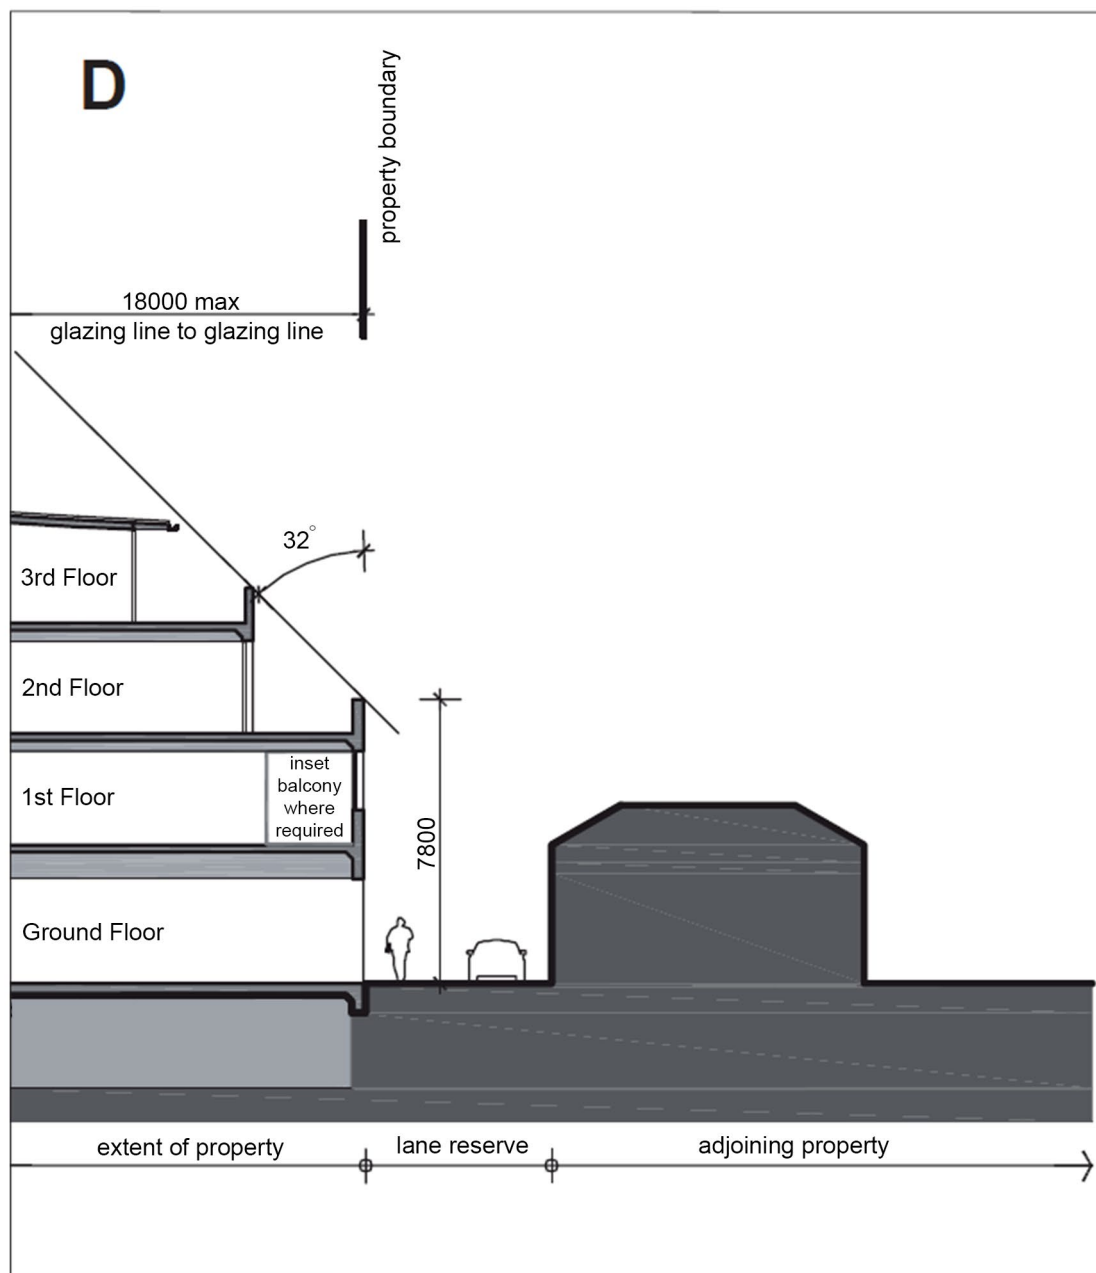 D
property boundary
18000 max
glazing line to glazing line
32°
3rd Floor
2nd Floor
1st Floor
inset
balcony
where
required
7800
Ground Floor
extent of property
lane reserve
adjoining property